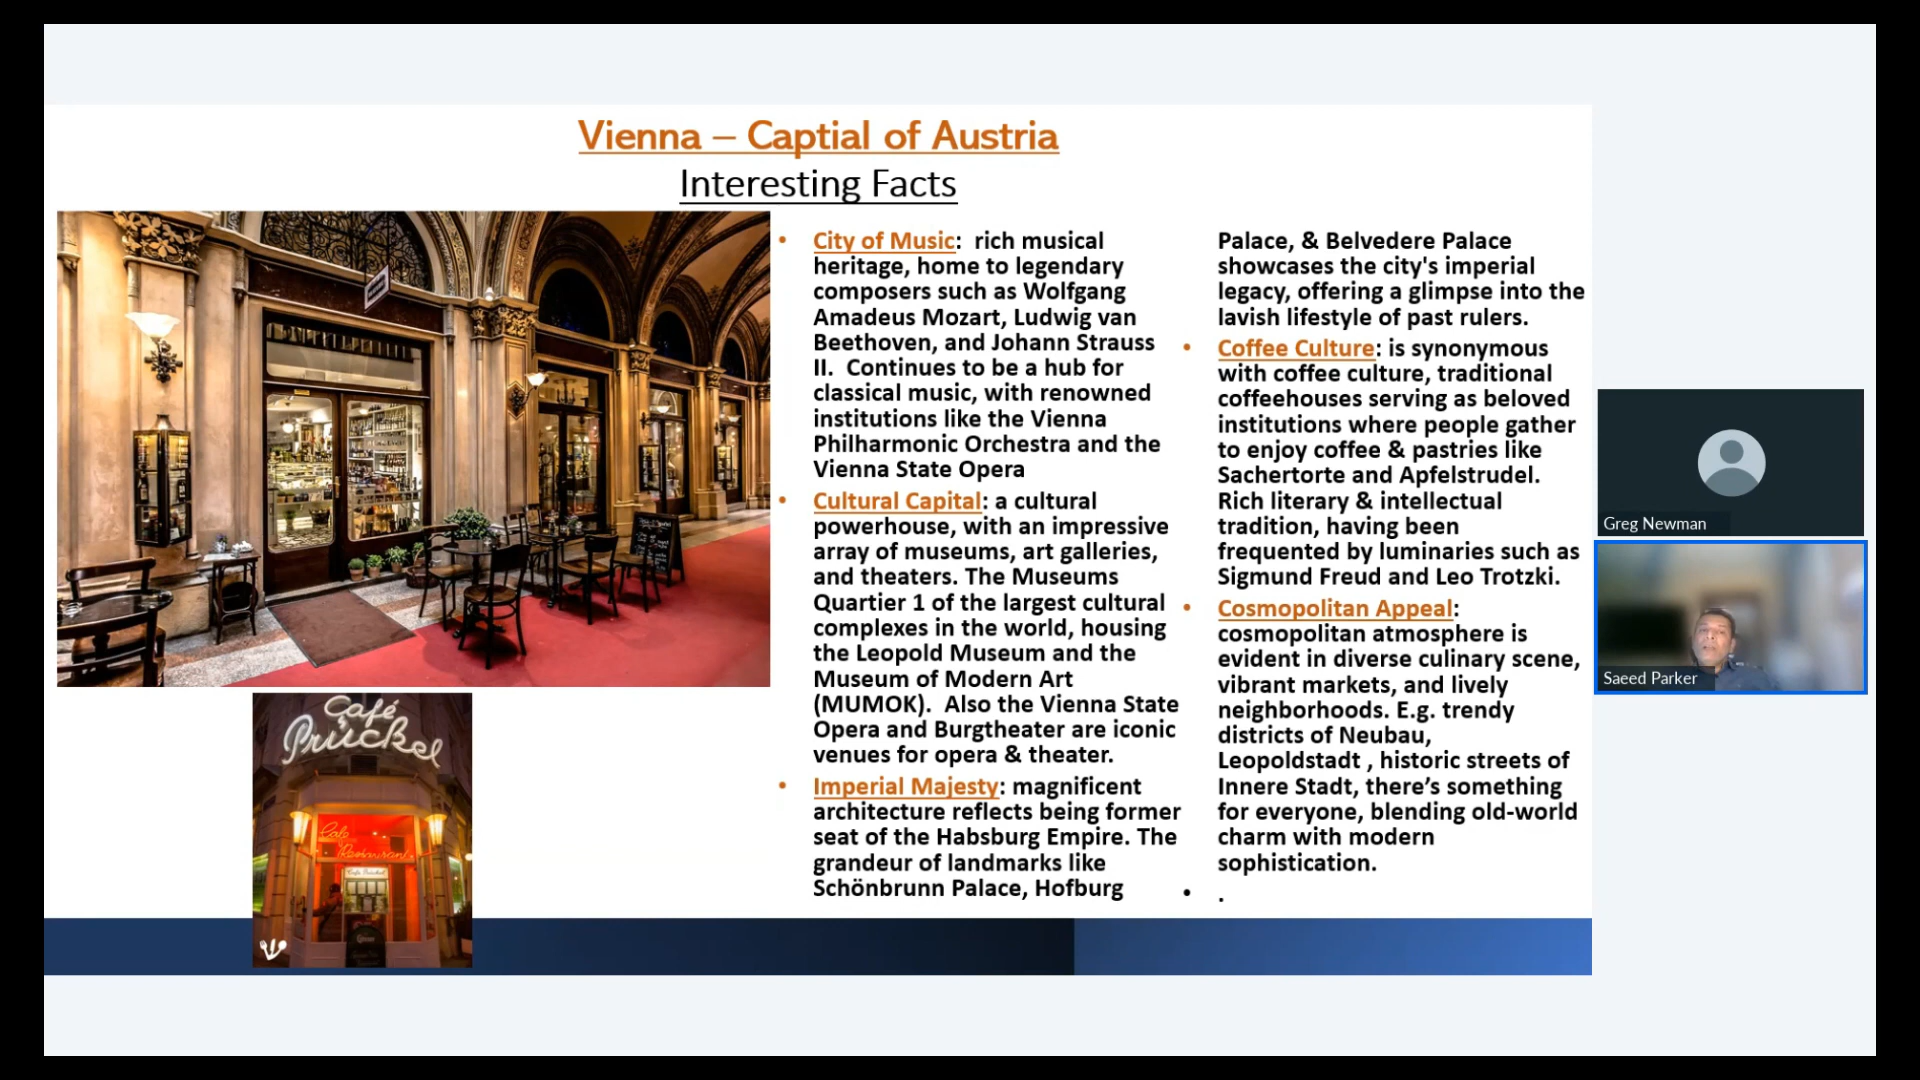 Vienna – Captial of Austria
Interesting Facts
• City of Music:  rich musical
heritage, home to legendary
composers such as Wolfgang
Amadeus Mozart, Ludwig van
Beethoven, and Johann Strauss
II.  Continues to be a hub for
classical music, with renowned
institutions like the Vienna
Philharmonic Orchestra and the
Vienna State Opera
• Cultural Capital: a cultural
powerhouse, with an impressive
array of museums, art galleries,
and theaters. The Museums
Quartier 1 of the largest cultural
complexes in the world, housing
the Leopold Museum and the
Museum of Modern Art
(MUMOK).  Also the Vienna State
Opera and Burgtheater are iconic
venues for opera & theater.
• Imperial Majesty: magnificent
architecture reflects being former
seat of the Habsburg Empire. The
grandeur of landmarks like
Schönbrunn Palace, Hofburg
Palace, & Belvedere Palace
showcases the city's imperial
legacy, offering a glimpse into the
lavish lifestyle of past rulers.
• Coffee Culture: is synonymous
with coffee culture, traditional
coffeehouses serving as beloved
institutions where people gather
to enjoy coffee & pastries like
Sachertorte and Apfelstrudel.
Rich literary & intellectual
tradition, having been
frequented by luminaries such as
Sigmund Freud and Leo Trotzki.
• Cosmopolitan Appeal:
cosmopolitan atmosphere is
evident in diverse culinary scene,
vibrant markets, and lively
neighborhoods. E.g. trendy
districts of Neubau,
Leopoldstadt , historic streets of
Innere Stadt, there’s something
for everyone, blending old-world
charm with modern
sophistication.
• .
Café
Prückel
Café
Restaurant
Café Prückel
Greg Newman
Saeed Parker